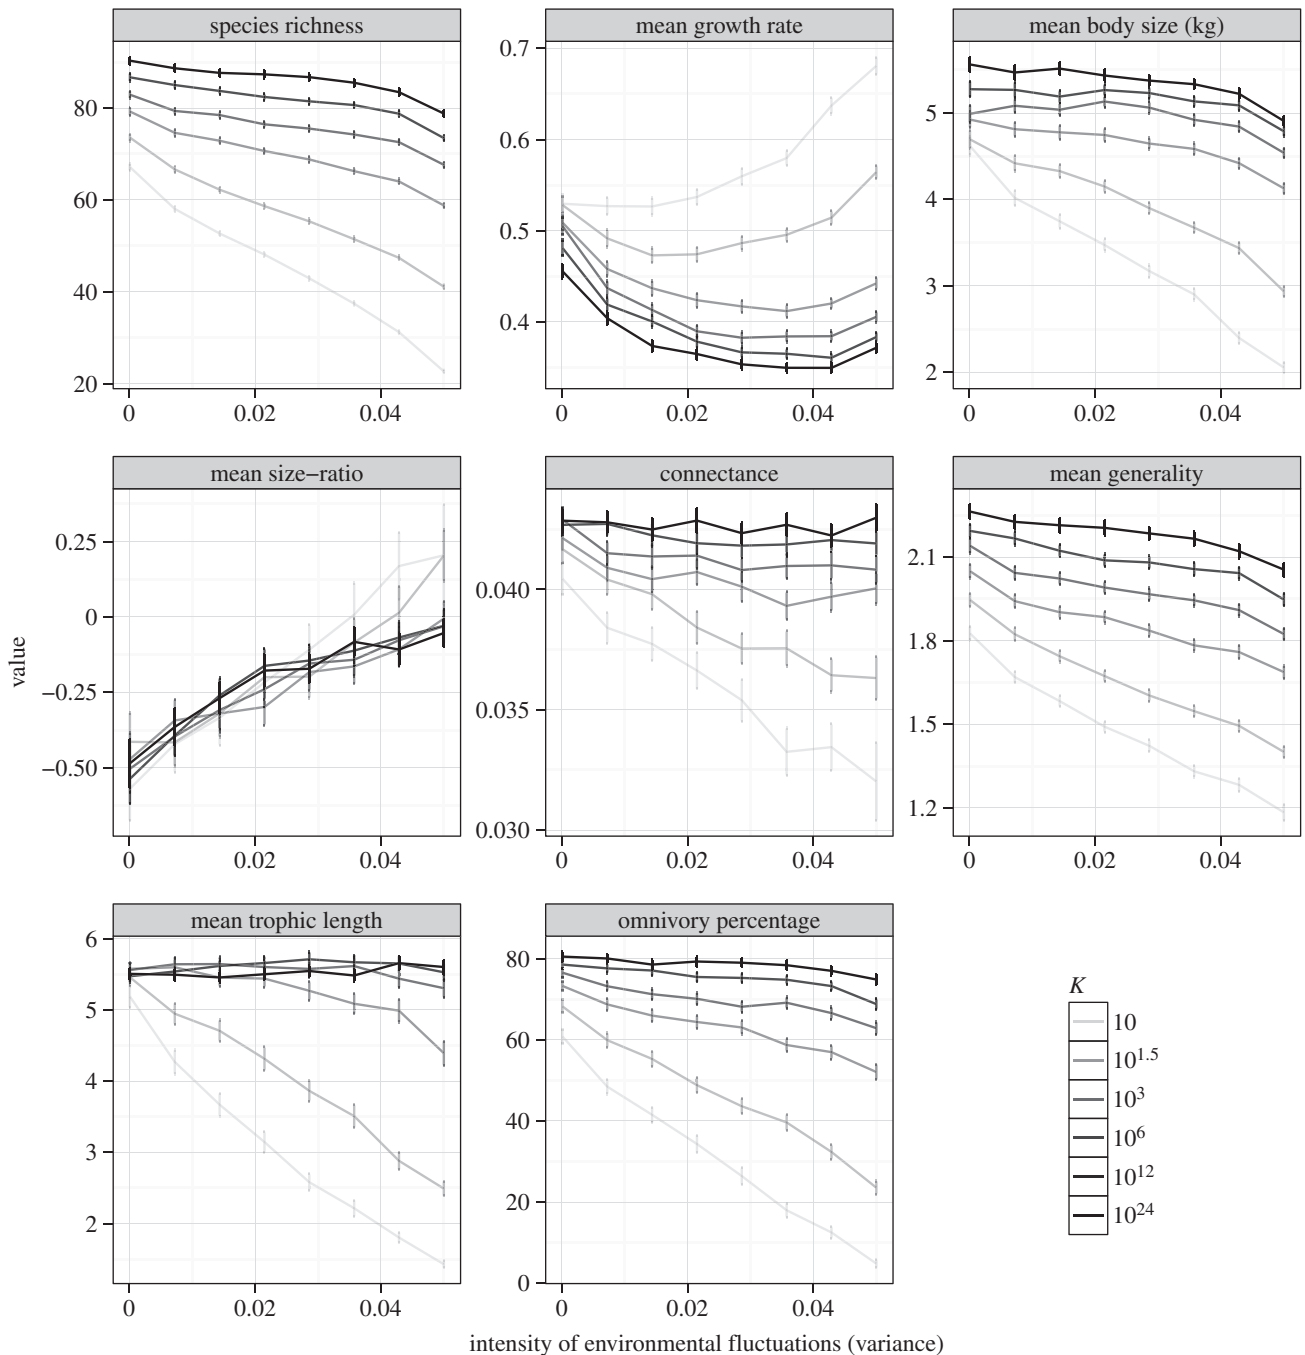 species richness
80
60
40
20
0 0.02 0.04
mean growth rate
0.7
0.6
0.5
0.4
0 0.02 0.04
mean body size (kg)
5
4
3
2
0 0.02 0.04
value
mean size−ratio
0.25
0
−0.25
−0.50
0 0.02 0.04
connectance
0.040
0.035
0.030
0 0.02 0.04
mean generality
2.1
1.8
1.5
1.2
0 0.02 0.04
mean trophic length
6
5
4
3
2
0 0.02 0.04
omnivory percentage
80
60
40
20
0
0 0.02 0.04
K
10
10^1.5
10^3
10^6
10^12
10^24
intensity of environmental fluctuations (variance)